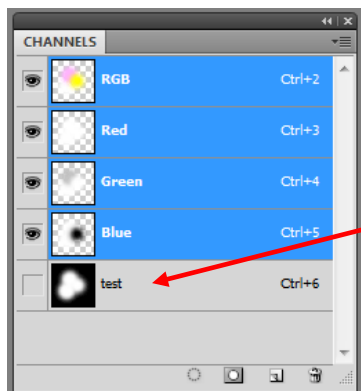 CHANNELS
RGB Ctrl+2
Red Ctrl+3
Green Ctrl+4
Blue Ctrl+5
test Ctrl+6